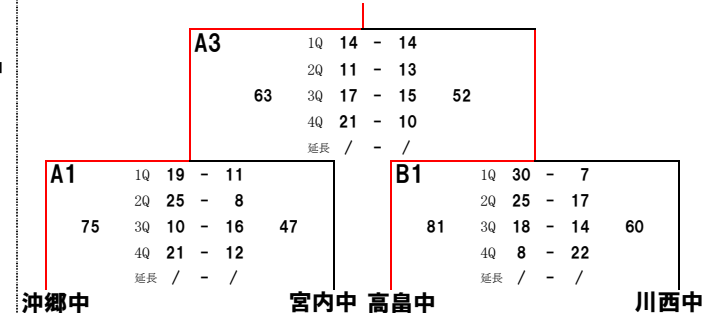 A3
1Q 14 - 14
2Q 11 - 13
63 3Q 17 - 15 52
4Q 21 - 10
延長 / - /
A1 1Q 19 - 11 B1 1Q 30 - 7
2Q 25 - 8 2Q 25 - 17
75 3Q 10 - 16 47 81 3Q 18 - 14 60
4Q 21 - 12 4Q 8 - 22
延長 / - / 延長 / - /
沖郷中 宮内中 高畠中 川西中